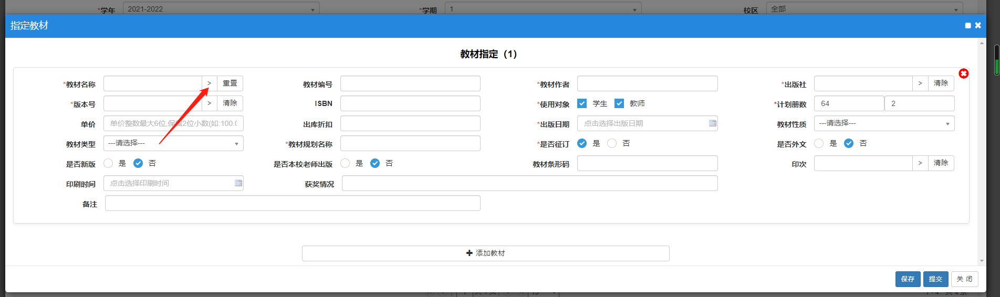 *学年 2021-2022 *学期 1 校区 全部
指定教材
教材指定（1）
*教材名称 > 重置 教材编号 *教材作者 *出版社 > 清除
*版本号 > 清除 ISBN *使用对象 学生 教师 *计划册数 64 2
单价 单价整数最大6位,保留2位小数(如:100.0 出库折扣 *出版日期 点击选择出版日期 教材性质 ---请选择---
教材类型 ---请选择--- *教材规划名称 *是否征订 是 否 是否外文 是 否
是否新版 是 否 是否本校老师出版 是 否 教材条形码 印次 > 清除
印刷时间 点击选择印刷时间 获奖情况
备注
添加教材
保存 提交 关 闭